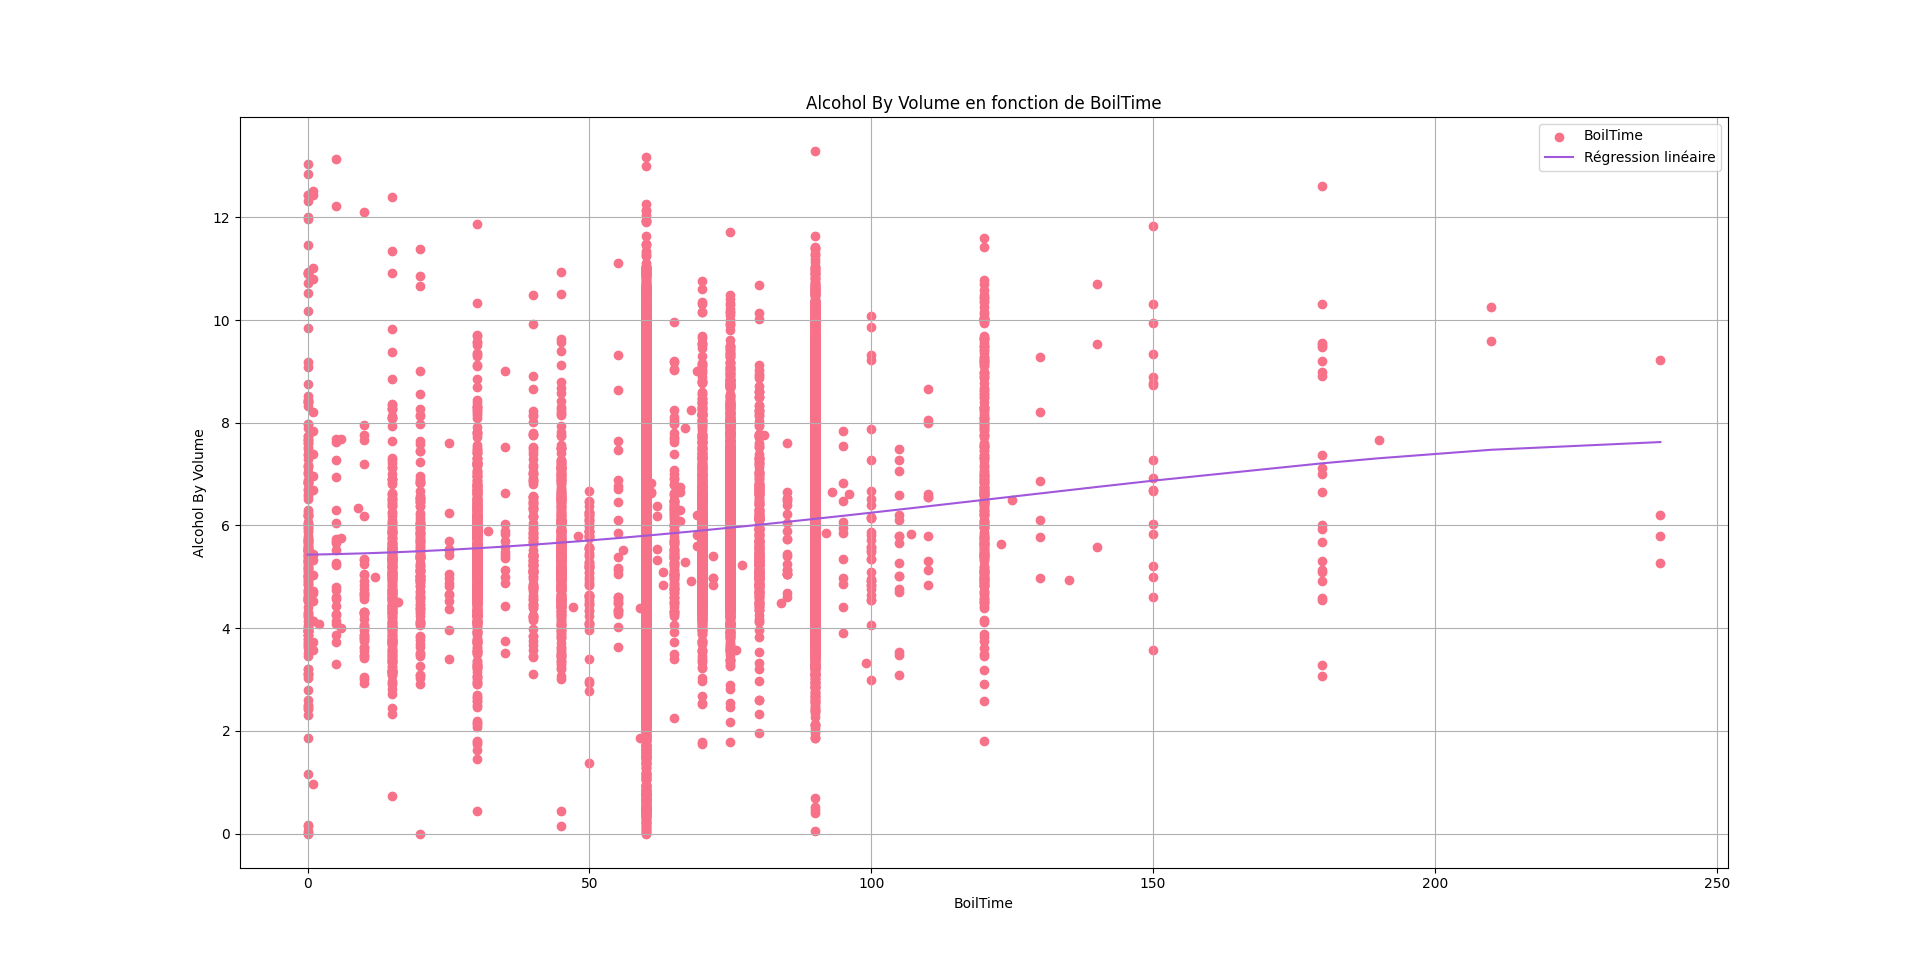 Alcohol By Volume en fonction de BoilTime
BoilTime
Régression linéaire
12
10
8
6
4
2
0
Alcohol By Volume
0 50 100 150 200 250
BoilTime